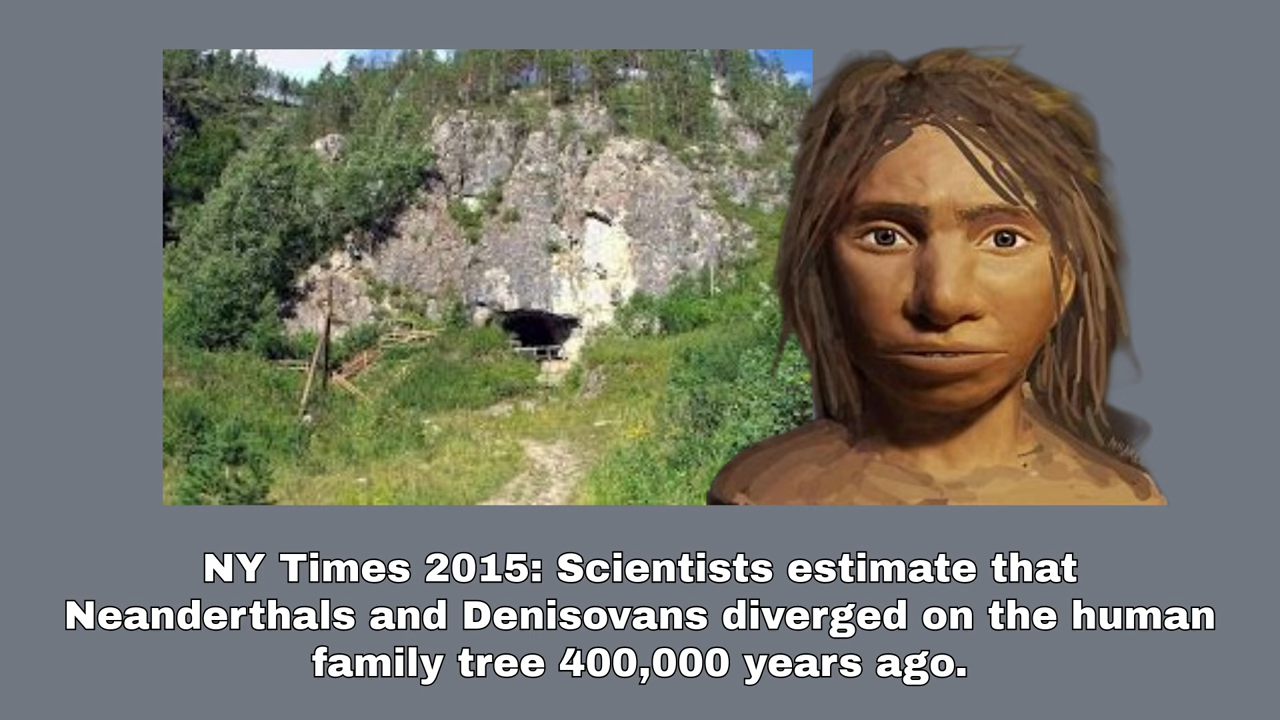 NY Times 2015: Scientists estimate that
Neanderthals and Denisovans diverged on the human
family tree 400,000 years ago.